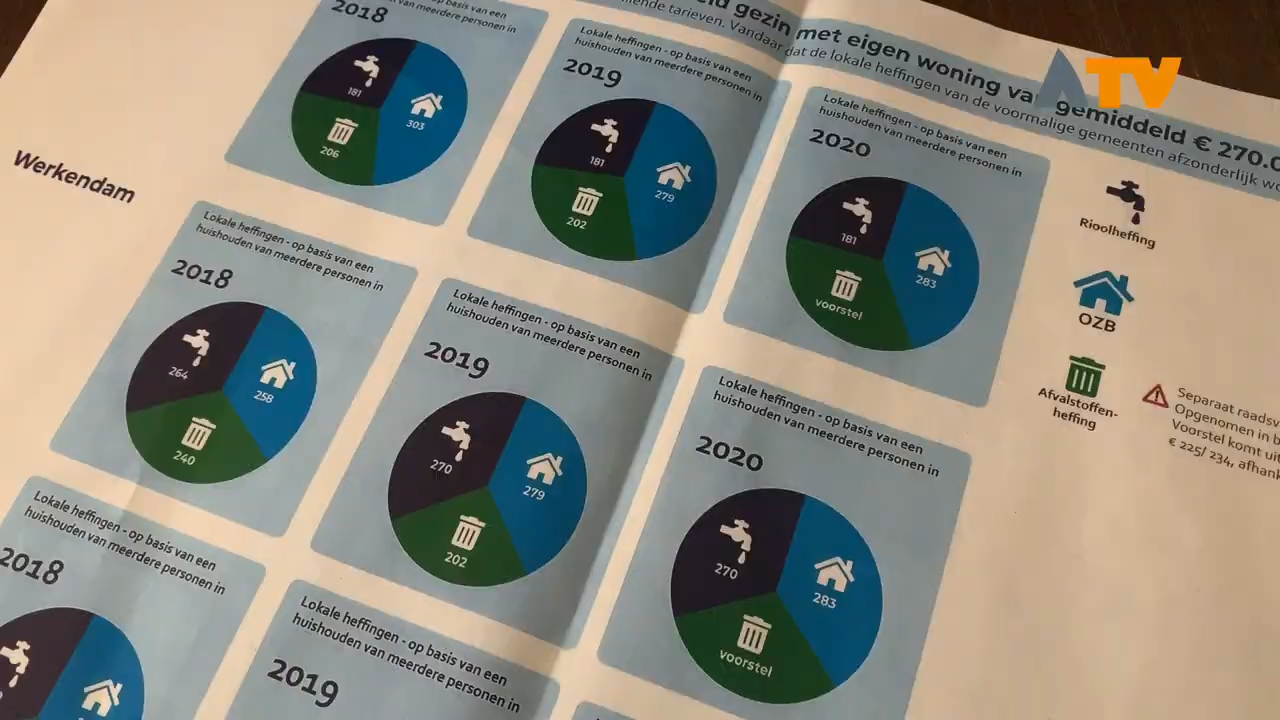 met eigen woning
gemiddeld € 270.
tarieven. Vandaar dat de lokale heffingen van de voormalige gemeenten afzonderlijk
ATV
huishouden van meerdere personen in
2018
181
303
206
Lokale heffingen - op basis van een
huishouden van meerdere personen in
2019
181
279
202
Lokale heffingen - op basis van een
huishouden van meerdere personen in
2020
181
283
voorstel
Rioolheffing
OZB
Afvalstoffen-
heffing
Separaat
Opgenomen in
Voorstel komt
€ 225/ 234,
Werkendam
Lokale heffingen - op basis van een
huishouden van meerdere personen in
2018
264
258
240
Lokale heffingen - op basis van een
huishouden van meerdere personen in
2019
270
279
202
Lokale heffingen - op basis van een
huishouden van meerdere personen in
2020
270
283
voorstel
Lokale heffingen - op basis van een
huishouden van meerdere personen in
2018
Lokale heffingen - op basis van een
huishouden van meerdere personen in
2019